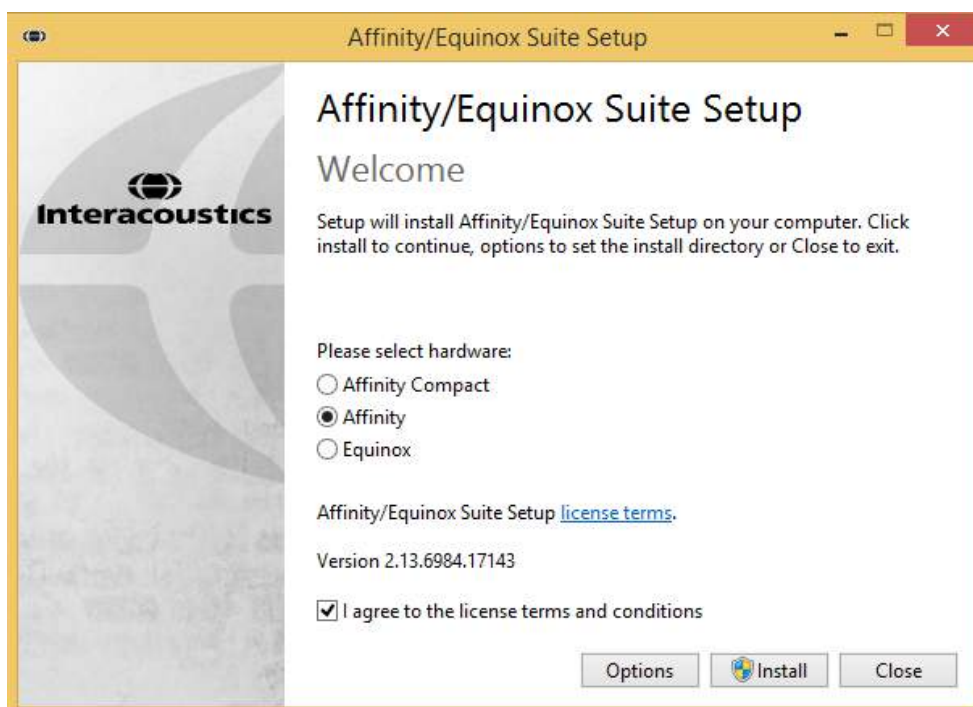 Affinity/Equinox Suite Setup
Interacoustics
Affinity/Equinox Suite Setup
Welcome
Setup will install Affinity/Equinox Suite Setup on your computer. Click
install to continue, options to set the install directory or Close to exit.
Please select hardware:
Affinity Compact
Affinity
Equinox
Affinity/Equinox Suite Setup license terms.
Version 2.13.6984.17143
I agree to the license terms and conditions
Options
Install
Close